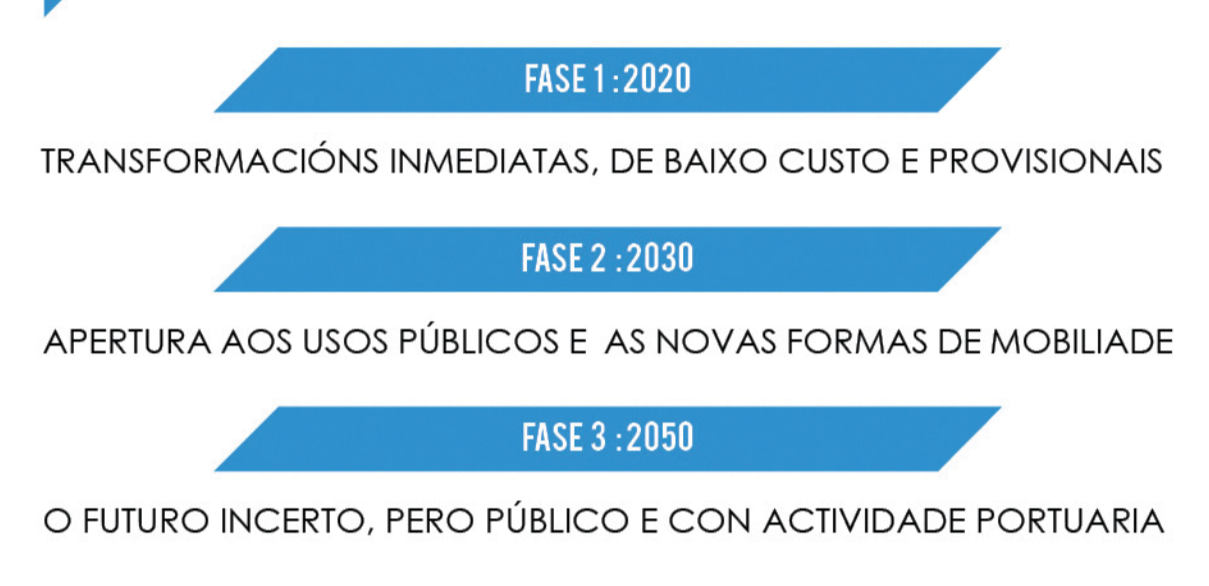 FASE 1 : 2020
TRANSFORMACIÓNS INMEDIATAS, DE BAIXO CUSTO E PROVISIONAIS
FASE 2 : 2030
APERTURA AOS USOS PÚBLICOS E AS NOVAS FORMAS DE MOBILIADE
FASE 3 : 2050
O FUTURO INCERTO, PERO PÚBLICO E CON ACTIVIDADE PORTUARIA